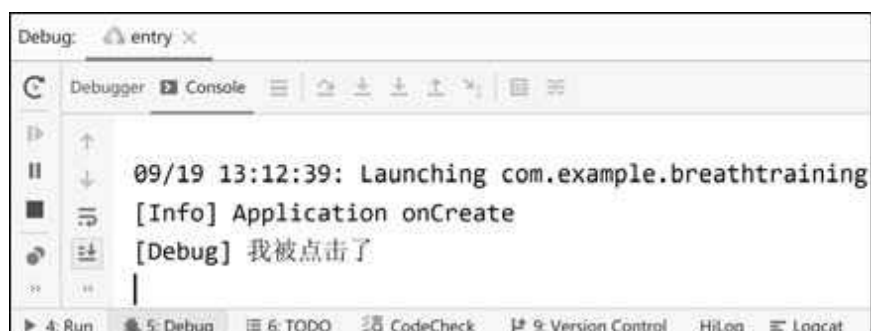 Debug: entry
Debugger Console
09/19 13:12:39: Launching com.example.breathtraining
[Info] Application onCreate
[Debug] 我被点击了
4: Run 5: Debug 6: TODO CodeCheck 9: Version Control HiLog Logcat